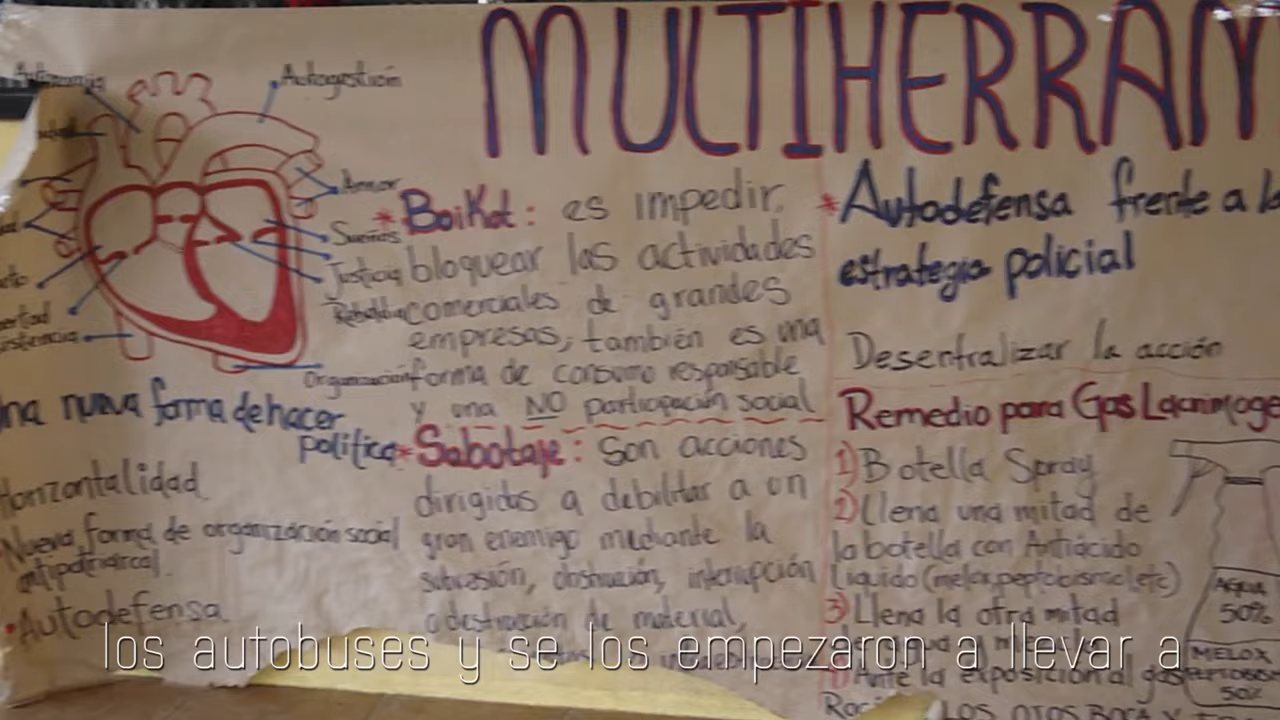 MULTIHERRAM
Autogestión
Amor
Sueños
Justicia
Rebeldía
Organización
una nueva forma de hacer
política
Horizontalidad
Nueva forma de organización social
antipatriarcal
*Autodefensa
*BoiKot: es impedir,
bloquear las actividades
comerciales de grandes
empresas, también es una
forma de consumo responsable
y una NO participación social
*Sabotaje: Son acciones
dirigidas a debilitar a un
gran enemigo mediante la
subversión, obstrucción, interrupción
o destrucción de material,
*Autodefensa frente a la
estrategia policial
Desentralizar la acción
Remedio para Gas Lacrimoge
1) Botella Spray
2) Llena una mitad de
la botella con Antiácido
Líquido (melox, peptobismol, etc)
3) Llena la otra mitad
Ante la exposición al gas
LOS OJOS BOCA Y
AGUA
50%
MELOX
50%
los autobuses y se los empezaron a llevar a